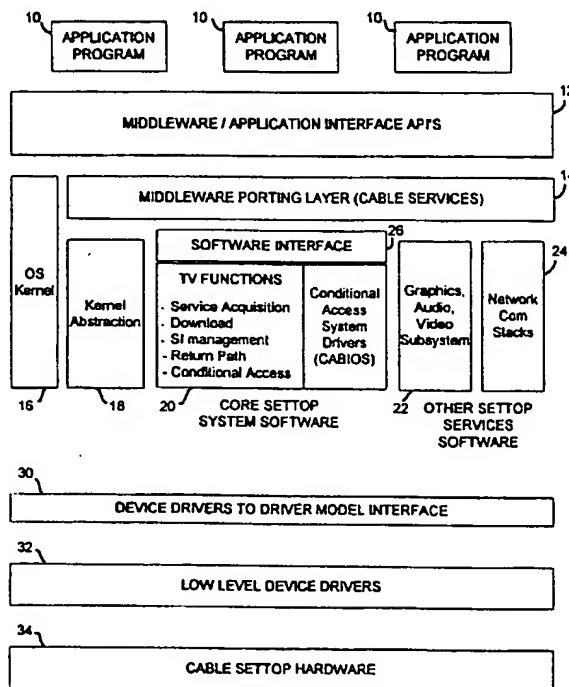 10 10 10
APPLICATION PROGRAM
APPLICATION PROGRAM
APPLICATION PROGRAM
12
MIDDLEWARE / APPLICATION INTERFACE API'S
14
MIDDLEWARE PORTING LAYER (CABLE SERVICES)
26
SOFTWARE INTERFACE
24
OS
Kernel
Kernel
Abstraction
TV FUNCTIONS
- Service Acquisition
- Download
- SI management
- Return Path
- Conditional Access
Conditional
Access
System
Drivers
(CABIOS)
Graphics,
Audio,
Video
Subsystem
Network
Com
Stacks
16 18 20 22
CORE SETTOP
SYSTEM SOFTWARE
OTHER SETTOP
SERVICES
SOFTWARE
30
DEVICE DRIVERS TO DRIVER MODEL INTERFACE
32
LOW LEVEL DEVICE DRIVERS
34
CABLE SETTOP HARDWARE